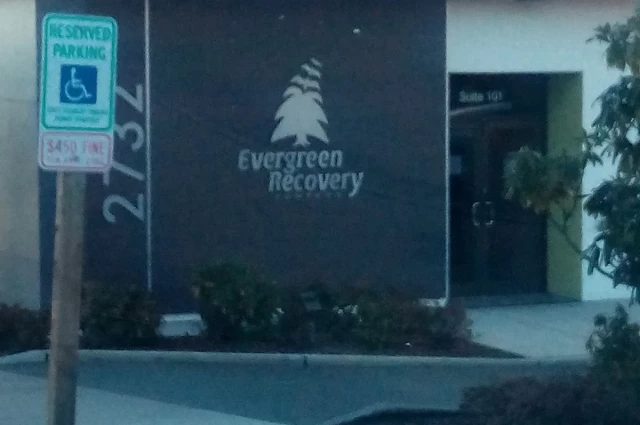 RESERVED
PARKING
$450 FINE
2732
Evergreen
Recovery
Suite 101